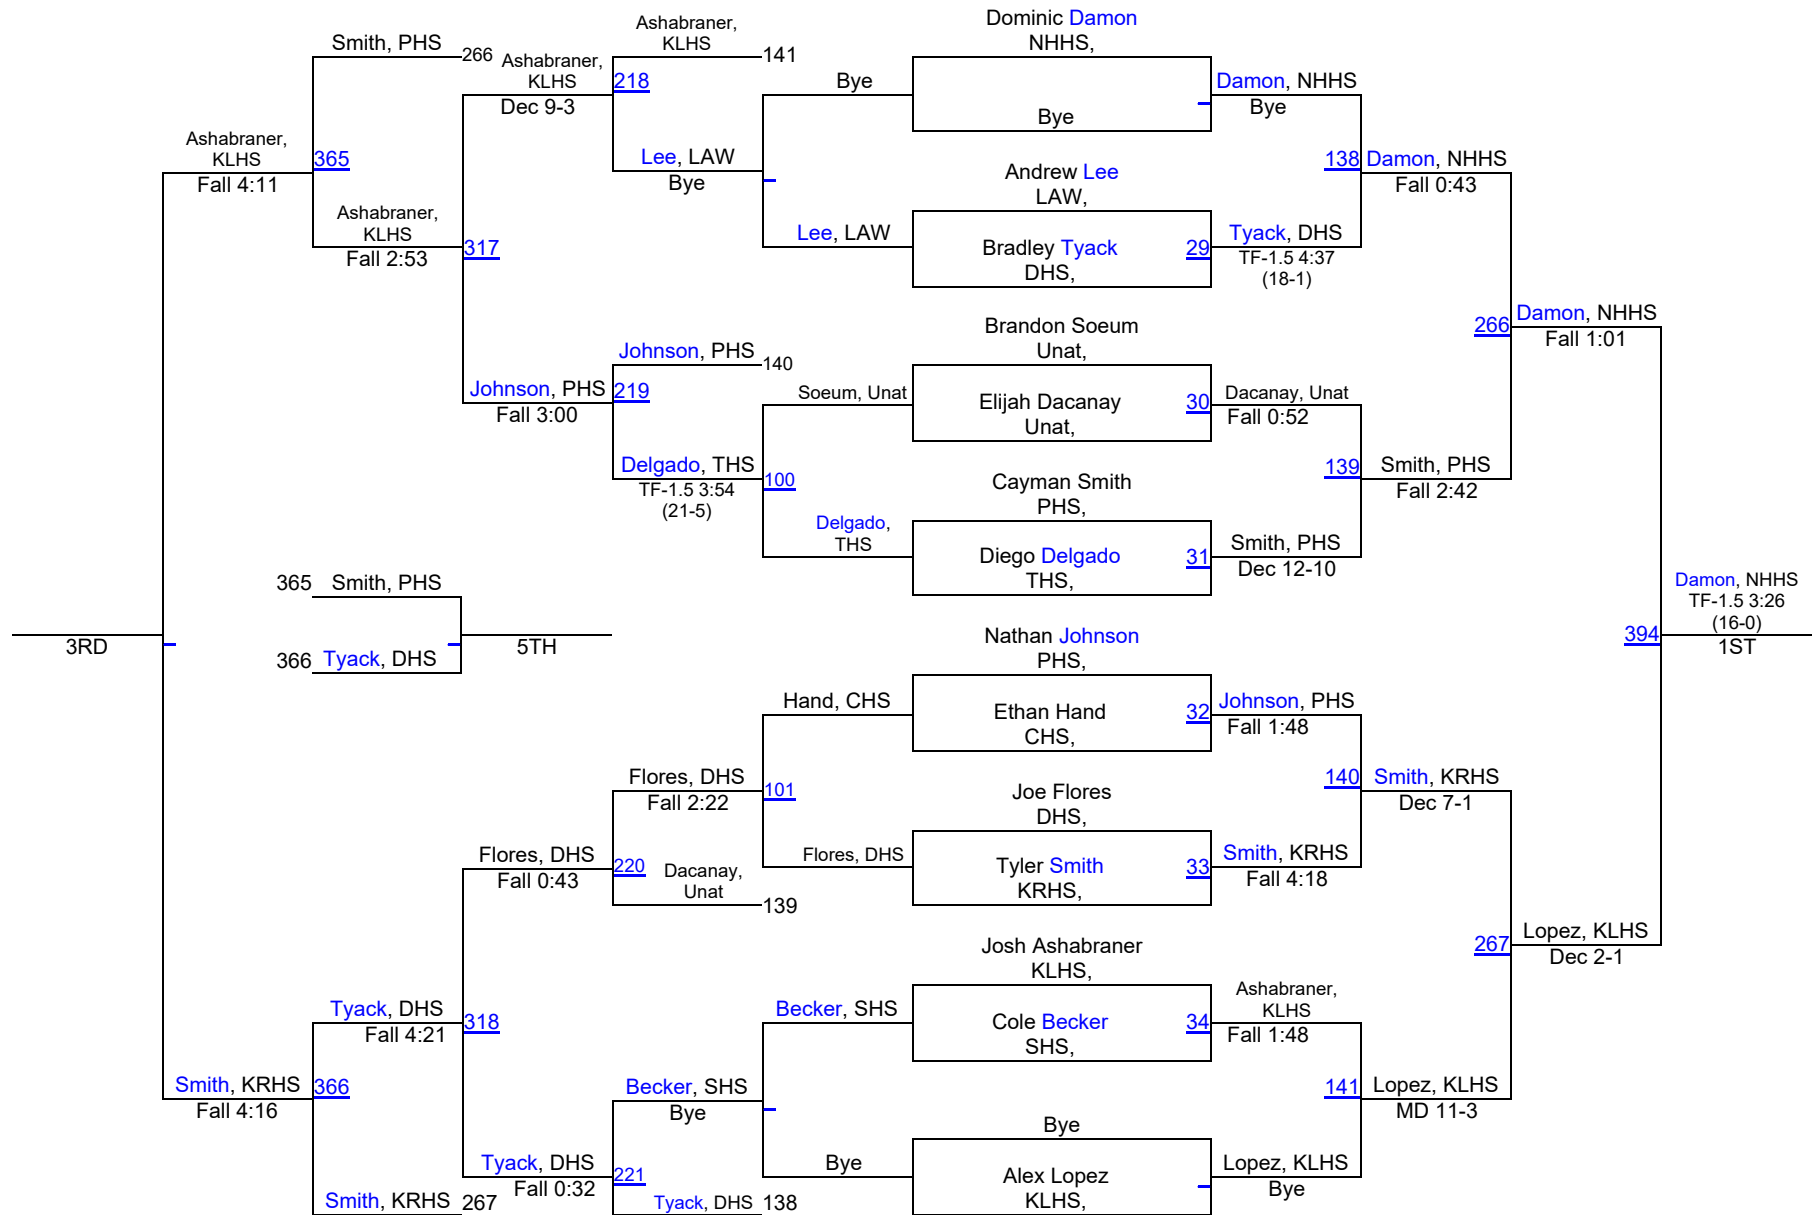 Dominic Damon
NHHS,
Bye
Andrew Lee
LAW,
Bradley Tyack
DHS,
29
Brandon Soeum
Unat,
Elijah Dacanay
Unat,
30
Cayman Smith
PHS,
Diego Delgado
THS,
31
Nathan Johnson
PHS,
Ethan Hand
CHS,
32
Joe Flores
DHS,
Tyler Smith
KRHS,
33
Josh Ashabraner
KLHS,
Cole Becker
SHS,
34
Bye
Alex Lopez
KLHS,
Damon, NHHS
Bye
Tyack, DHS
TF-1.5 4:37
(18-1)
Dacanay, Unat
Fall 0:52
Smith, PHS
Dec 12-10
Johnson, PHS
Fall 1:48
Smith, KRHS
Fall 4:18
Ashabraner,
KLHS
Fall 1:48
Lopez, KLHS
Bye
138
Damon, NHHS
Fall 0:43
139
Smith, PHS
Fall 2:42
140
Smith, KRHS
Dec 7-1
141
Lopez, KLHS
MD 11-3
266
Damon, NHHS
Fall 1:01
267
Lopez, KLHS
Dec 2-1
394
Damon, NHHS
TF-1.5 3:26
(16-0)
1ST
Bye
Lee, LAW
Soeum, Unat
Delgado,
THS
Hand, CHS
Flores, DHS
Becker, SHS
Bye
Ashabraner,
KLHS
141
Lee, LAW
Bye
Johnson, PHS
140
Delgado, THS
TF-1.5 3:54
(21-5)
100
Flores, DHS
Fall 2:22
101
Dacanay,
Unat
139
Becker, SHS
Bye
Tyack, DHS
138
Ashabraner,
KLHS
Dec 9-3
218
Johnson, PHS
Fall 3:00
219
Flores, DHS
Fall 0:43
220
Tyack, DHS
Fall 0:32
221
Smith, PHS
266
Ashabraner,
KLHS
Fall 2:53
317
Tyack, DHS
Fall 4:21
318
Smith, KRHS
267
Ashabraner,
KLHS
Fall 4:11
365
Smith, KRHS
Fall 4:16
366
3RD
365 Smith, PHS
366 Tyack, DHS
5TH